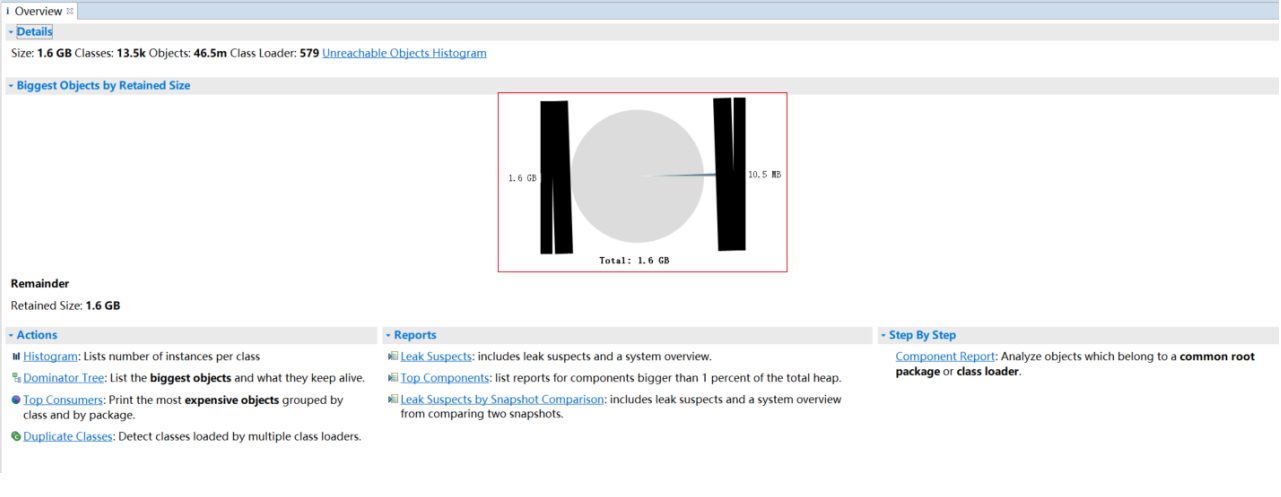 i Overview
Details
Size: 1.6 GB Classes: 13.5k Objects: 46.5m Class Loader: 579 Unreachable Objects Histogram
Biggest Objects by Retained Size
1.6 GB
10.5 MB
Total: 1.6 GB
Remainder
Retained Size: 1.6 GB
Actions
Histogram: Lists number of instances per class
Dominator Tree: List the biggest objects and what they keep alive.
Top Consumers: Print the most expensive objects grouped by
class and by package.
Duplicate Classes: Detect classes loaded by multiple class loaders.
Reports
Leak Suspects: includes leak suspects and a system overview.
Top Components: list reports for components bigger than 1 percent of the total heap.
Leak Suspects by Snapshot Comparison: includes leak suspects and a system overview
from comparing two snapshots.
Step By Step
Component Report: Analyze objects which belong to a common root
package or class loader.